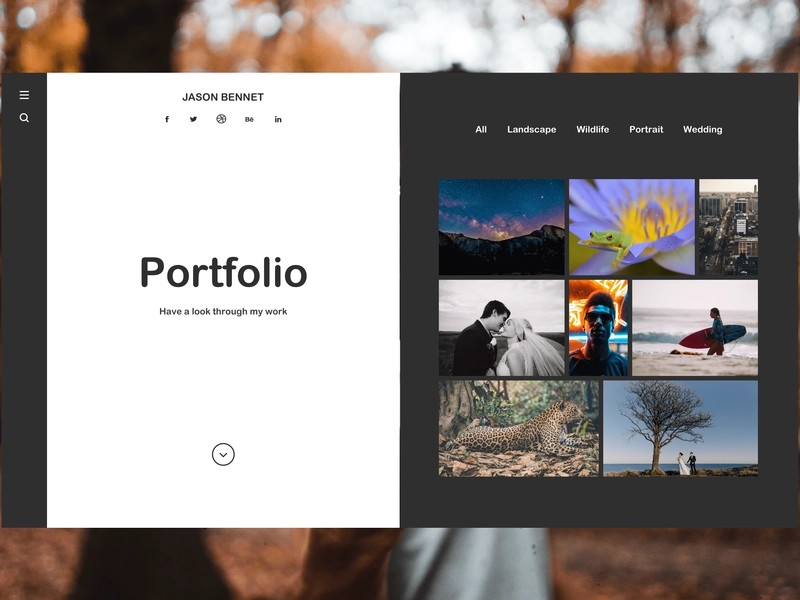 JASON BENNET
Bē
in
Portfolio
Have a look through my work
All Landscape Wildlife Portrait Wedding